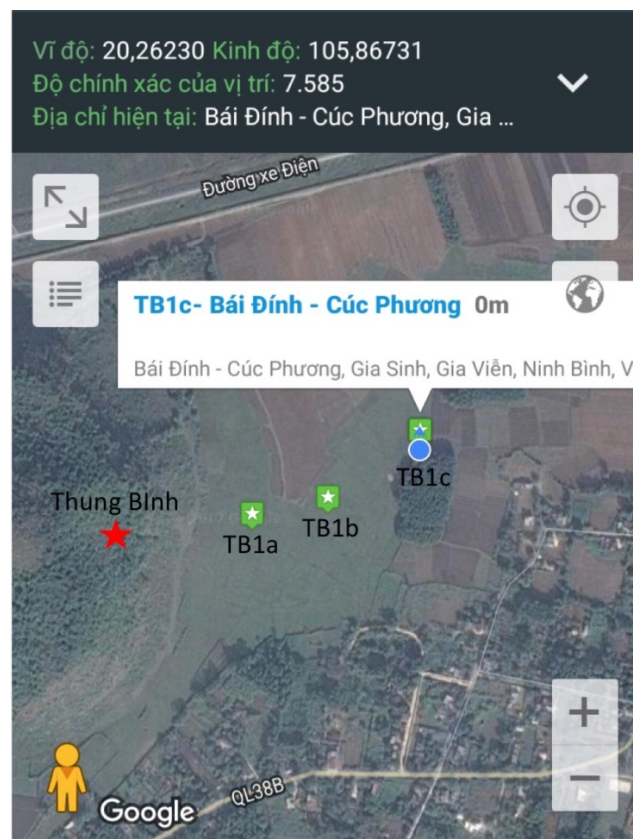 Vĩ độ: 20,26230 Kinh độ: 105,86731
Độ chính xác của vị trí: 7.585
Địa chỉ hiện tại: Bái Đính - Cúc Phương, Gia ...
Đường xe Điện
TB1c- Bái Đính - Cúc Phương 0m
Bái Đính - Cúc Phương, Gia Sinh, Gia Viễn, Ninh Bình, V
TB1c
Thung BInh
TB1b
TB1a
QL38B
Google